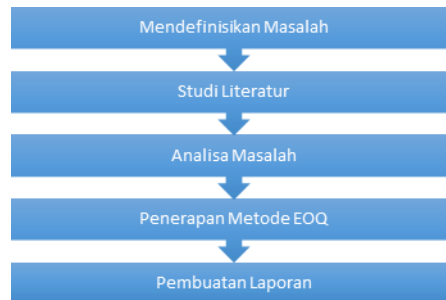 Mendefinisikan Masalah
Studi Literatur
Analisa Masalah
Penerapan Metode EOQ
Pembuatan Laporan